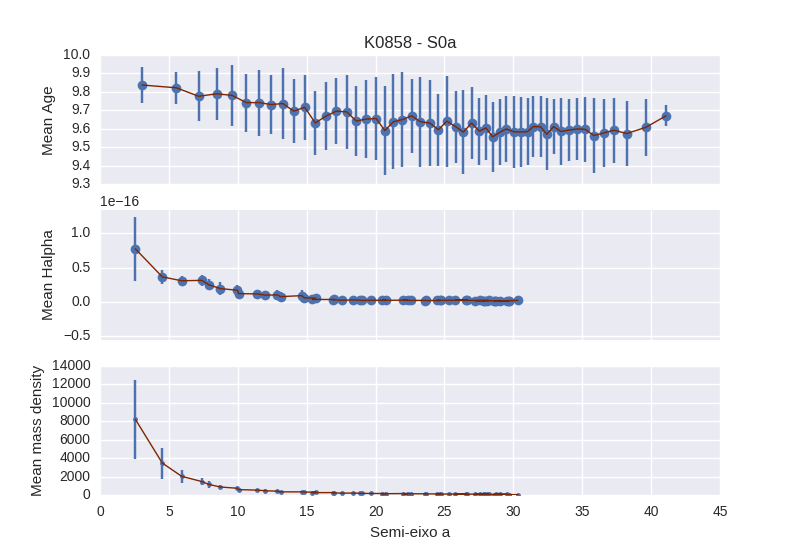 K0858 - S0a
10.0
9.9
9.8
9.7
9.6
9.5
9.4
9.3
Mean Age
1e−16
1.0
0.5
0.0
−0.5
Mean Halpha
14000
12000
10000
8000
6000
4000
2000
0
Mean mass density
0 5 10 15 20 25 30 35 40 45
Semi-eixo a